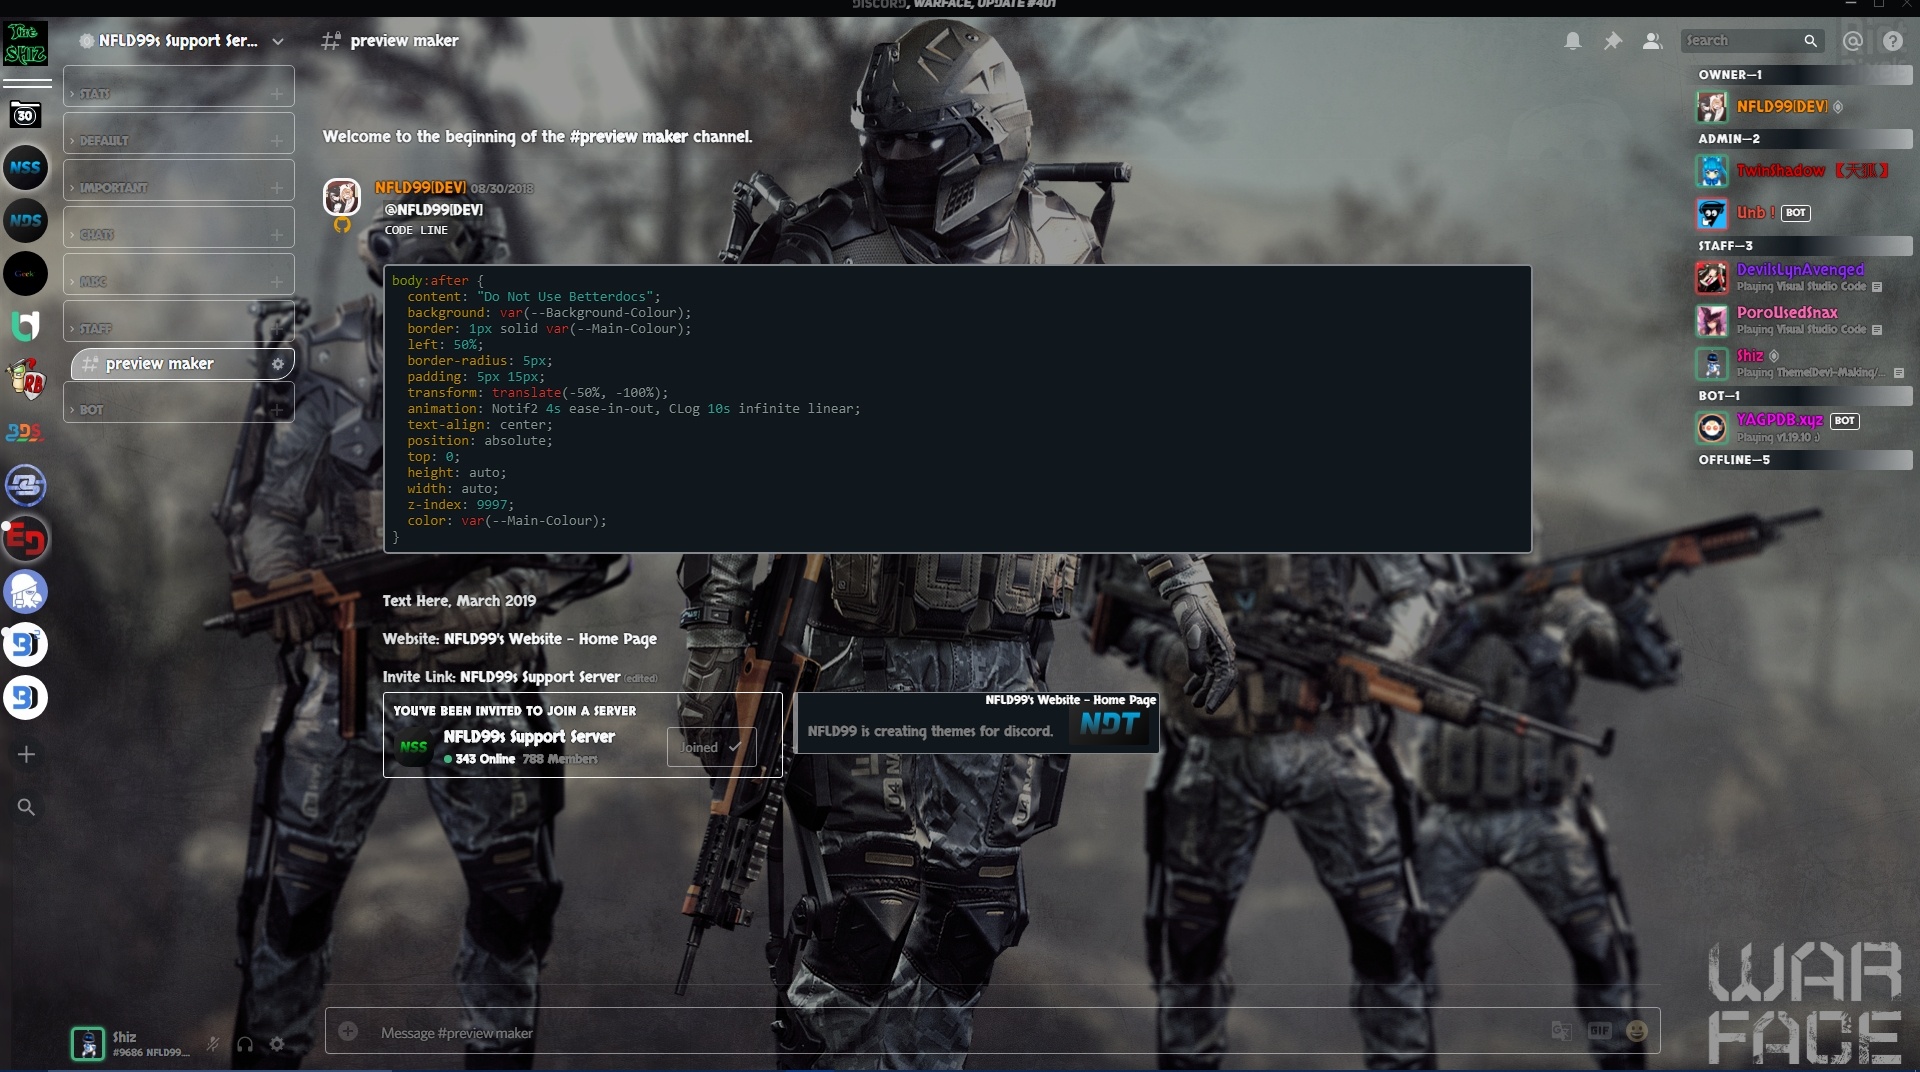 DISCORD, WARFACE, UPDATE #401
The
SHIZ
30
NSS
NDS
Geek
RB
BDS
ED
NFLD99s Support Ser...
STATS
DEFAULT
IMPORTANT
CHATS
MISC
STAFF
preview maker
BOT
preview maker
Search
Welcome to the beginning of the #preview maker channel.
NFLD99[DEV] 08/30/2018
@NFLD99[DEV]
CODE LINE
body:after {
content: "Do Not Use Betterdocs";
background: var(--Background-Colour);
border: 1px solid var(--Main-Colour);
left: 50%;
border-radius: 5px;
padding: 5px 15px;
transform: translate(-50%, -100%);
animation: Notif2 4s ease-in-out, CLog 10s infinite linear;
text-align: center;
position: absolute;
top: 0;
height: auto;
width: auto;
z-index: 9997;
color: var(--Main-Colour);
}
Text Here, March 2019
Website: NFLD99's Website - Home Page
Invite Link: NFLD99s Support Server (edited)
YOU'VE BEEN INVITED TO JOIN A SERVER
NSS
NFLD99s Support Server
343 Online 788 Members
Joined
NFLD99's Website - Home Page
NFLD99 is creating themes for discord.
NDT
OWNER—1
NFLD99[DEV]
ADMIN—2
TwinShadow 【天狐】
Unb ! BOT
STAFF—3
DevilsLynAvenged
Playing Visual Studio Code
PoroUsedSnax
Playing Visual Studio Code
Shiz
Playing Theme(Dev)-Making/...
BOT—1
YAGPDB.xyz BOT
Playing v1.19.10 :)
OFFLINE—5
Shiz
#9686 NFLD99...
Message #preview maker
GIF
WAR
FACE